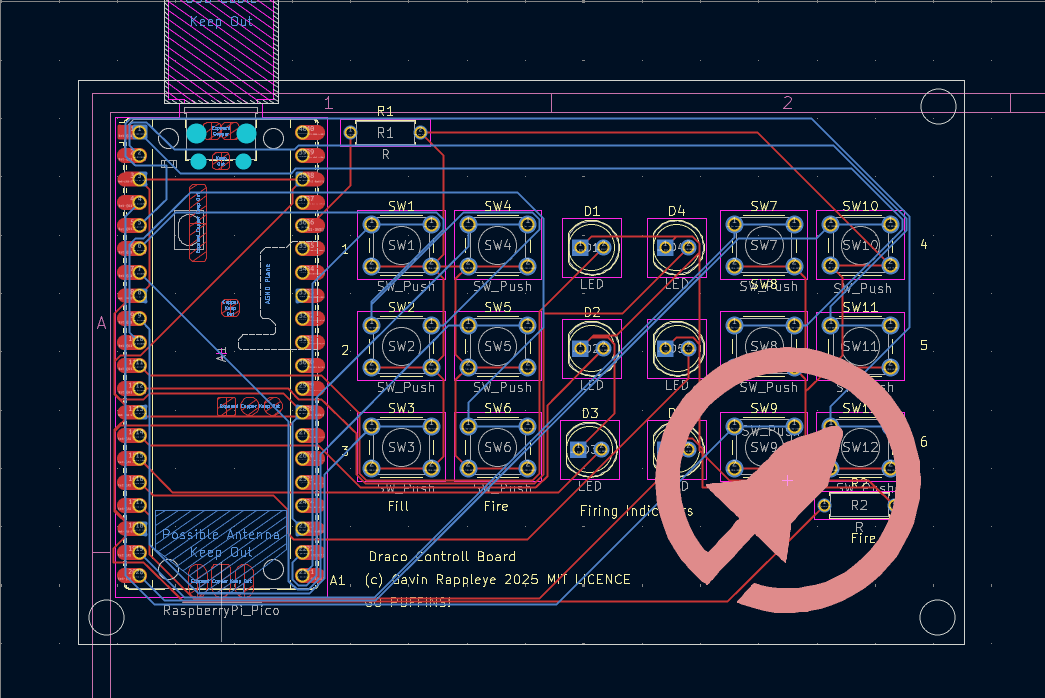 Keep Out
1
2
R1
R1
R
SW1
SW4
D1
D4
SW7
SW10
1
SW1
SW4
SW7
SW10
4
SW_Push
SW_Push
LED
LED
SW_Push
SW8
SW_Push
AGND Plane
A
SW2
SW5
D2
SW11
2
SW2
SW5
SW8
SW11
5
A1
SW_Push
SW_Push
LED
LED
SW_Push
SW_Push
SW3
SW6
D3
SW9
3
SW3
SW6
SW_Push
SW9
SW12
6
SW_Push
SW_Push
LED
Fill
Fire
Firing Indicators
R2
R
Fire
Possible Antenna
Keep Out
Draco Controll Board
A1
(c) Gavin Rappleye 2025 MIT LiCENCE
GO PUFFINS!
RaspberryPi_Pico